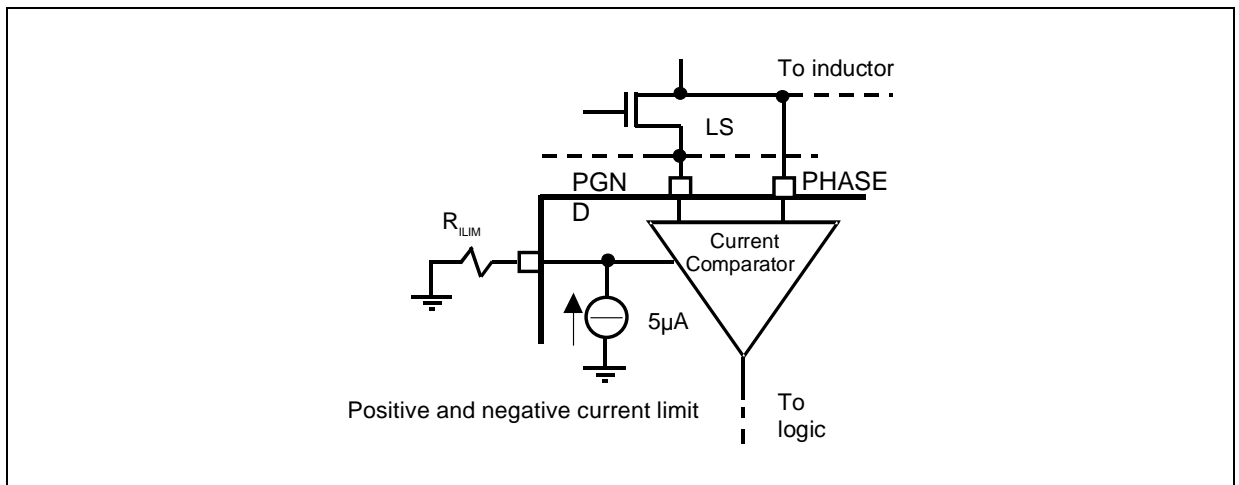 To inductor
LS
PGN
D
PHASE
R_ILIM
Current
Comparator
5µA
Positive and negative current limit
To
logic